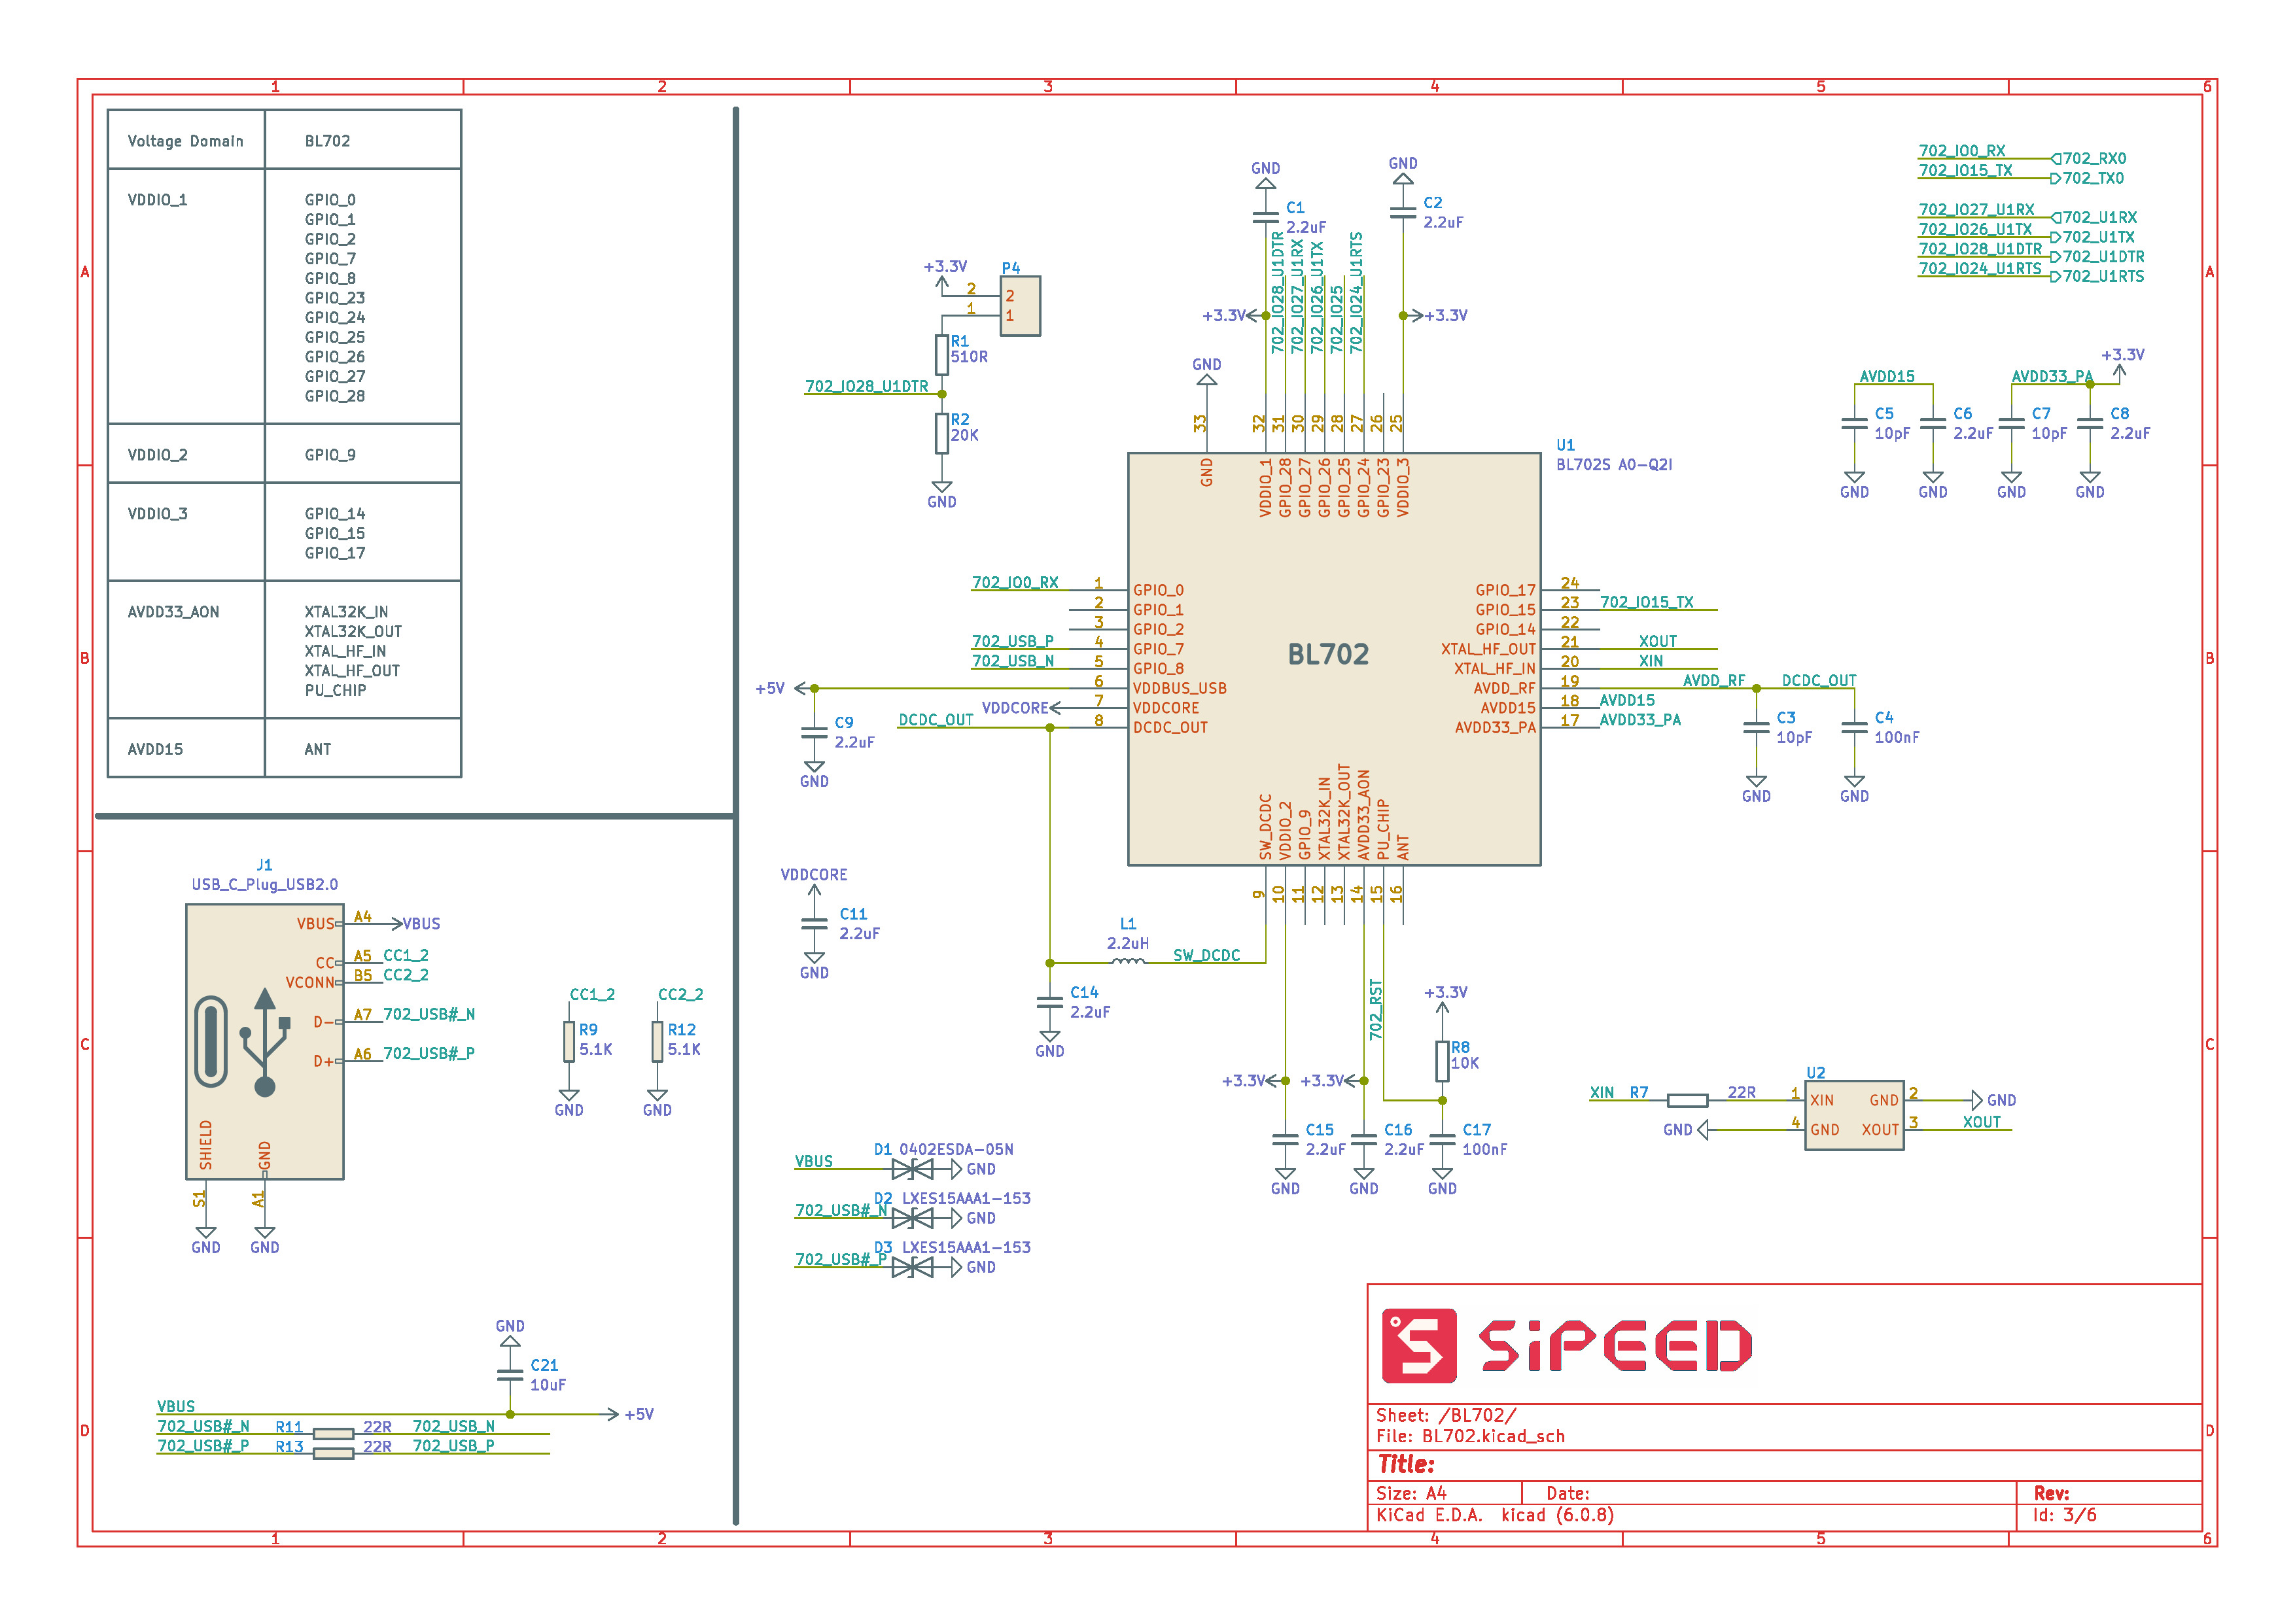 1 2 3 4 5 6
A
B
C
D
Voltage Domain BL702
VDDIO_1 GPIO_0
GPIO_1
GPIO_2
GPIO_7
GPIO_8
GPIO_23
GPIO_24
GPIO_25
GPIO_26
GPIO_27
GPIO_28
VDDIO_2 GPIO_9
VDDIO_3 GPIO_14
GPIO_15
GPIO_17
AVDD33_AON XTAL32K_IN
XTAL32K_OUT
XTAL_HF_IN
XTAL_HF_OUT
PU_CHIP
AVDD15 ANT
J1
USB_C_Plug_USB2.0
VBUS A4 VBUS
CC A5 CC1_2
VCONN B5 CC2_2
D- A7 702_USB#_N
D+ A6 702_USB#_P
SHIELD
GND
S1
A1
GND
GND
CC1_2
R9
5.1K
GND
CC2_2
R12
5.1K
GND
GND
C21
10uF
VBUS +5V
702_USB#_N R11 22R 702_USB_N
702_USB#_P R13 22R 702_USB_P
+3.3V
P4
2 2
1 1
R1
510R
702_IO28_U1DTR
R2
20K
GND
GND
C1
2.2uF
+3.3V
GND
C2
2.2uF
+3.3V
702_IO28_U1DTR
702_IO27_U1RX
702_IO26_U1TX
702_IO25
702_IO24_U1RTS
GND
33 32 31 30 29 28 27 26 25
GND
VDDIO_1
GPIO_28
GPIO_27
GPIO_26
GPIO_25
GPIO_24
GPIO_23
VDDIO_3
U1
BL702S A0-Q2I
BL702
702_IO0_RX 1 GPIO_0
2 GPIO_1
3 GPIO_2
702_USB_P 4 GPIO_7
702_USB_N 5 GPIO_8
+5V 6 VDDBUS_USB
VDDCORE 7 VDDCORE
DCDC_OUT 8 DCDC_OUT
C9
2.2uF
GND
GPIO_17 24
GPIO_15 23 702_IO15_TX
GPIO_14 22
XTAL_HF_OUT 21 XOUT
XTAL_HF_IN 20 XIN
AVDD_RF 19 AVDD_RF DCDC_OUT
AVDD15 18 AVDD15
AVDD33_PA 17 AVDD33_PA
C3
10pF
GND
C4
100nF
GND
SW_DCDC
VDDIO_2
GPIO_9
XTAL32K_IN
XTAL32K_OUT
AVDD33_AON
PU_CHIP
ANT
9 10 11 12 13 14 15 16
VDDCORE
C11
2.2uF
GND
L1
2.2uH
SW_DCDC
C14
2.2uF
GND
702_RST
+3.3V
R8
10K
+3.3V
+3.3V
C15
2.2uF
GND
C16
2.2uF
GND
C17
100nF
GND
D1 0402ESDA-05N
VBUS GND
D2 LXES15AAA1-153
702_USB#_N GND
D3 LXES15AAA1-153
702_USB#_P GND
702_IO0_RX 702_RX0
702_IO15_TX 702_TX0
702_IO27_U1RX 702_U1RX
702_IO26_U1TX 702_U1TX
702_IO28_U1DTR 702_U1DTR
702_IO24_U1RTS 702_U1RTS
+3.3V
AVDD15
AVDD33_PA
C5
10pF
GND
C6
2.2uF
GND
C7
10pF
GND
C8
2.2uF
GND
U2
XIN R7 22R 1 XIN GND 2 GND
GND 4 GND XOUT 3 XOUT
SiPEED
Sheet: /BL702/
File: BL702.kicad_sch
Title:
Size: A4 Date: Rev:
KiCad E.D.A. kicad (6.0.8) Id: 3/6
A
B
C
D
1 2 3 4 5 6